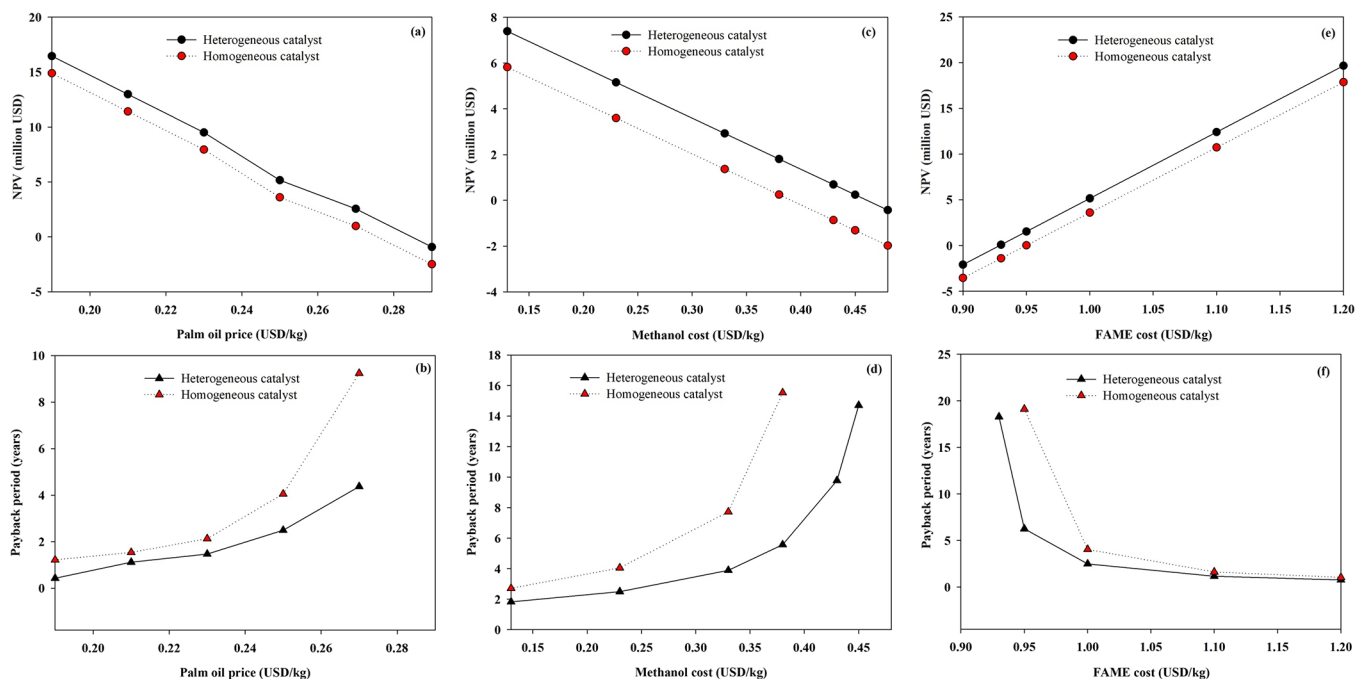 (a)
Heterogeneous catalyst
Homogeneous catalyst
NPV (million USD)
20
15
10
5
0
-5
0.20
0.22
0.24
0.26
0.28
Palm oil price (USD/kg)
(c)
Heterogeneous catalyst
Homogeneous catalyst
NPV (million USD)
8
6
4
2
0
-2
-4
0.15
0.20
0.25
0.30
0.35
0.40
0.45
Methanol cost (USD/kg)
(e)
Heterogeneous catalyst
Homogeneous catalyst
NPV (million USD)
25
20
15
10
5
0
-5
0.90
0.95
1.00
1.05
1.10
1.15
1.20
FAME cost (USD/kg)
(b)
Heterogeneous catalyst
Homogeneous catalyst
Payback period (years)
10
8
6
4
2
0
0.20
0.22
0.24
0.26
0.28
Palm oil price (USD/kg)
(d)
Heterogeneous catalyst
Homogeneous catalyst
Payback period (years)
18
16
14
12
10
8
6
4
2
0
0.15
0.20
0.25
0.30
0.35
0.40
0.45
Methanol cost (USD/kg)
(f)
Heterogeneous catalyst
Homogeneous catalyst
Payback period (years)
25
20
15
10
5
0
0.90
0.95
1.00
1.05
1.10
1.15
1.20
FAME cost (USD/kg)